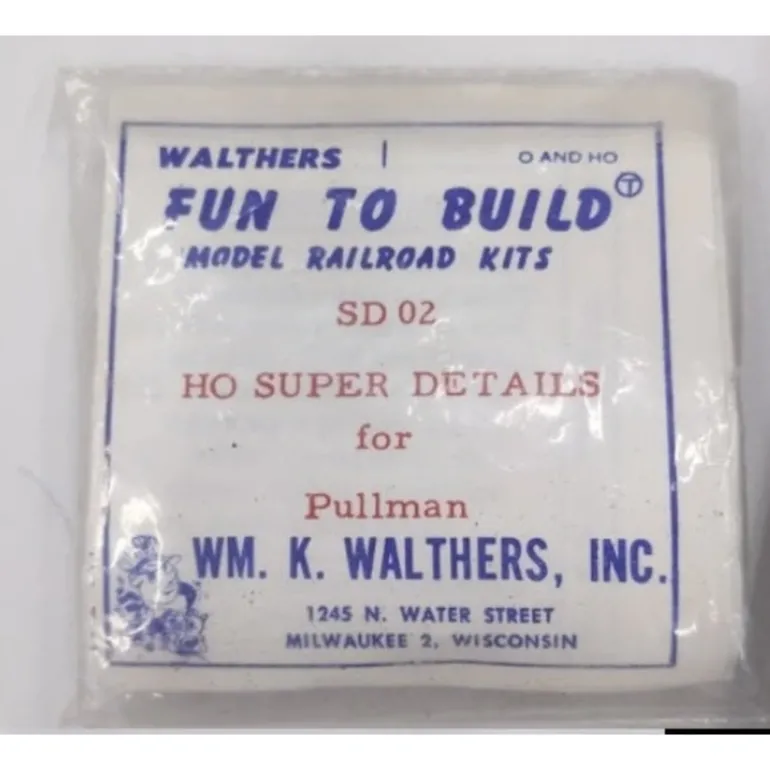 WALTHERS | O AND HO
FUN TO BUILD Ⓣ
MODEL RAILROAD KITS
SD 02
HO SUPER DETAILS
for
Pullman
WM. K. WALTHERS, INC.
1245 N. WATER STREET
MILWAUKEE 2, WISCONSIN